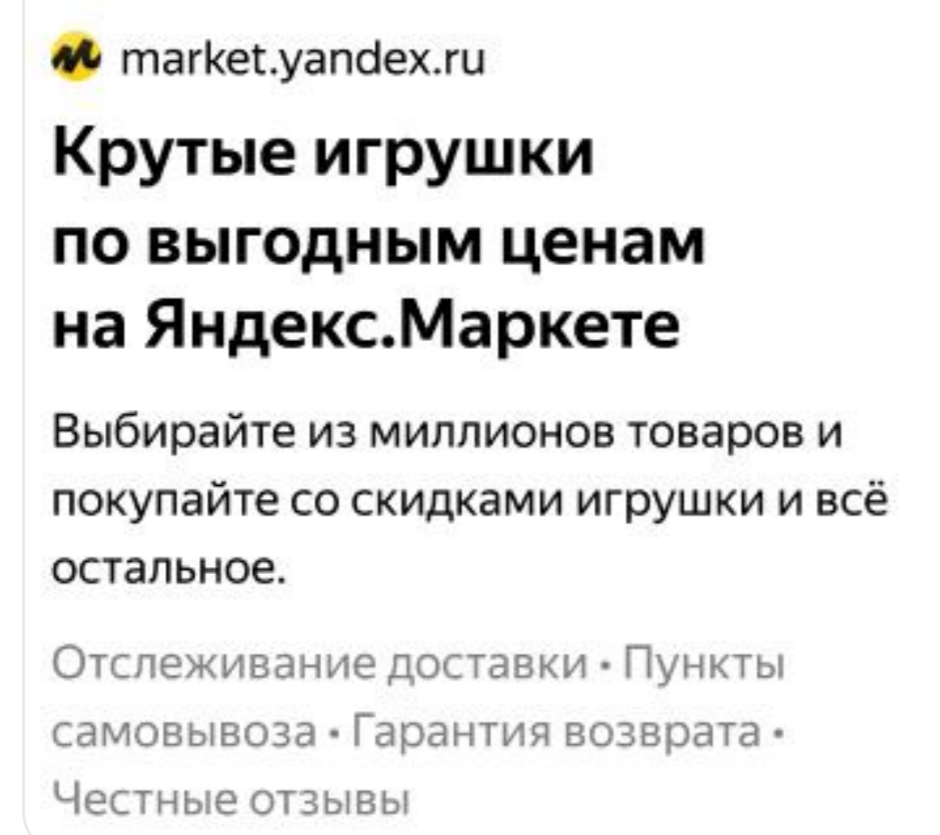 market.yandex.ru
Крутые игрушки
по выгодным ценам
на Яндекс.Маркете
Выбирайте из миллионов товаров и
покупайте со скидками игрушки и всё
остальное.
Отслеживание доставки • Пункты
самовывоза • Гарантия возврата •
Честные отзывы